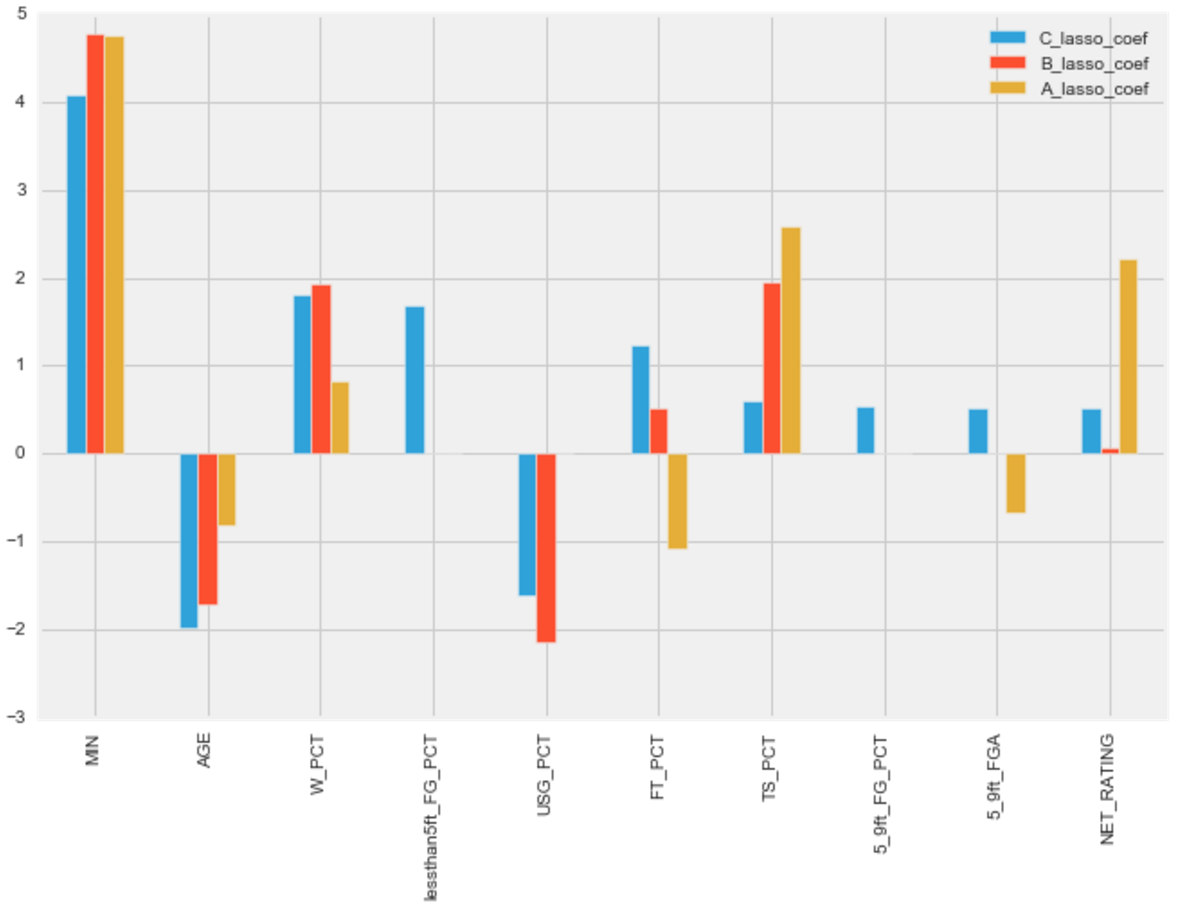 5
4
3
2
1
0
−1
−2
−3
C_lasso_coef
B_lasso_coef
A_lasso_coef
MIN
AGE
W_PCT
lessthan5ft_FG_PCT
USG_PCT
FT_PCT
TS_PCT
5_9ft_FG_PCT
5_9ft_FGA
NET_RATING